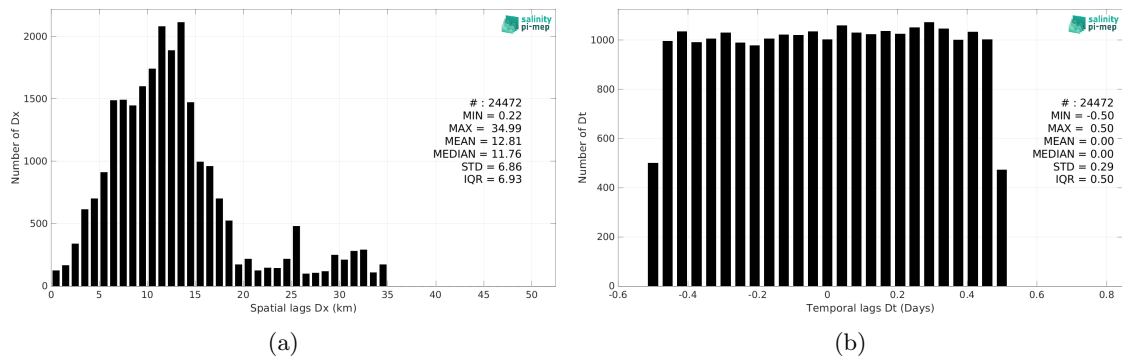 2000
1500
1000
500
0
Number of Dx
salinity
pi-mep
# : 24472
MIN = 0.22
MAX = 34.99
MEAN = 12.81
MEDIAN = 11.76
STD = 6.86
IQR = 6.93
0 5 10 15 20 25 30 35 40 45 50
Spatial lags Dx (km)
(a)
1000
800
600
400
200
0
Number of Dt
salinity
pi-mep
# : 24472
MIN = -0.50
MAX = 0.50
MEAN = 0.00
MEDIAN = 0.00
STD = 0.29
IQR = 0.50
-0.6 -0.4 -0.2 0 0.2 0.4 0.6 0.8
Temporal lags Dt (Days)
(b)